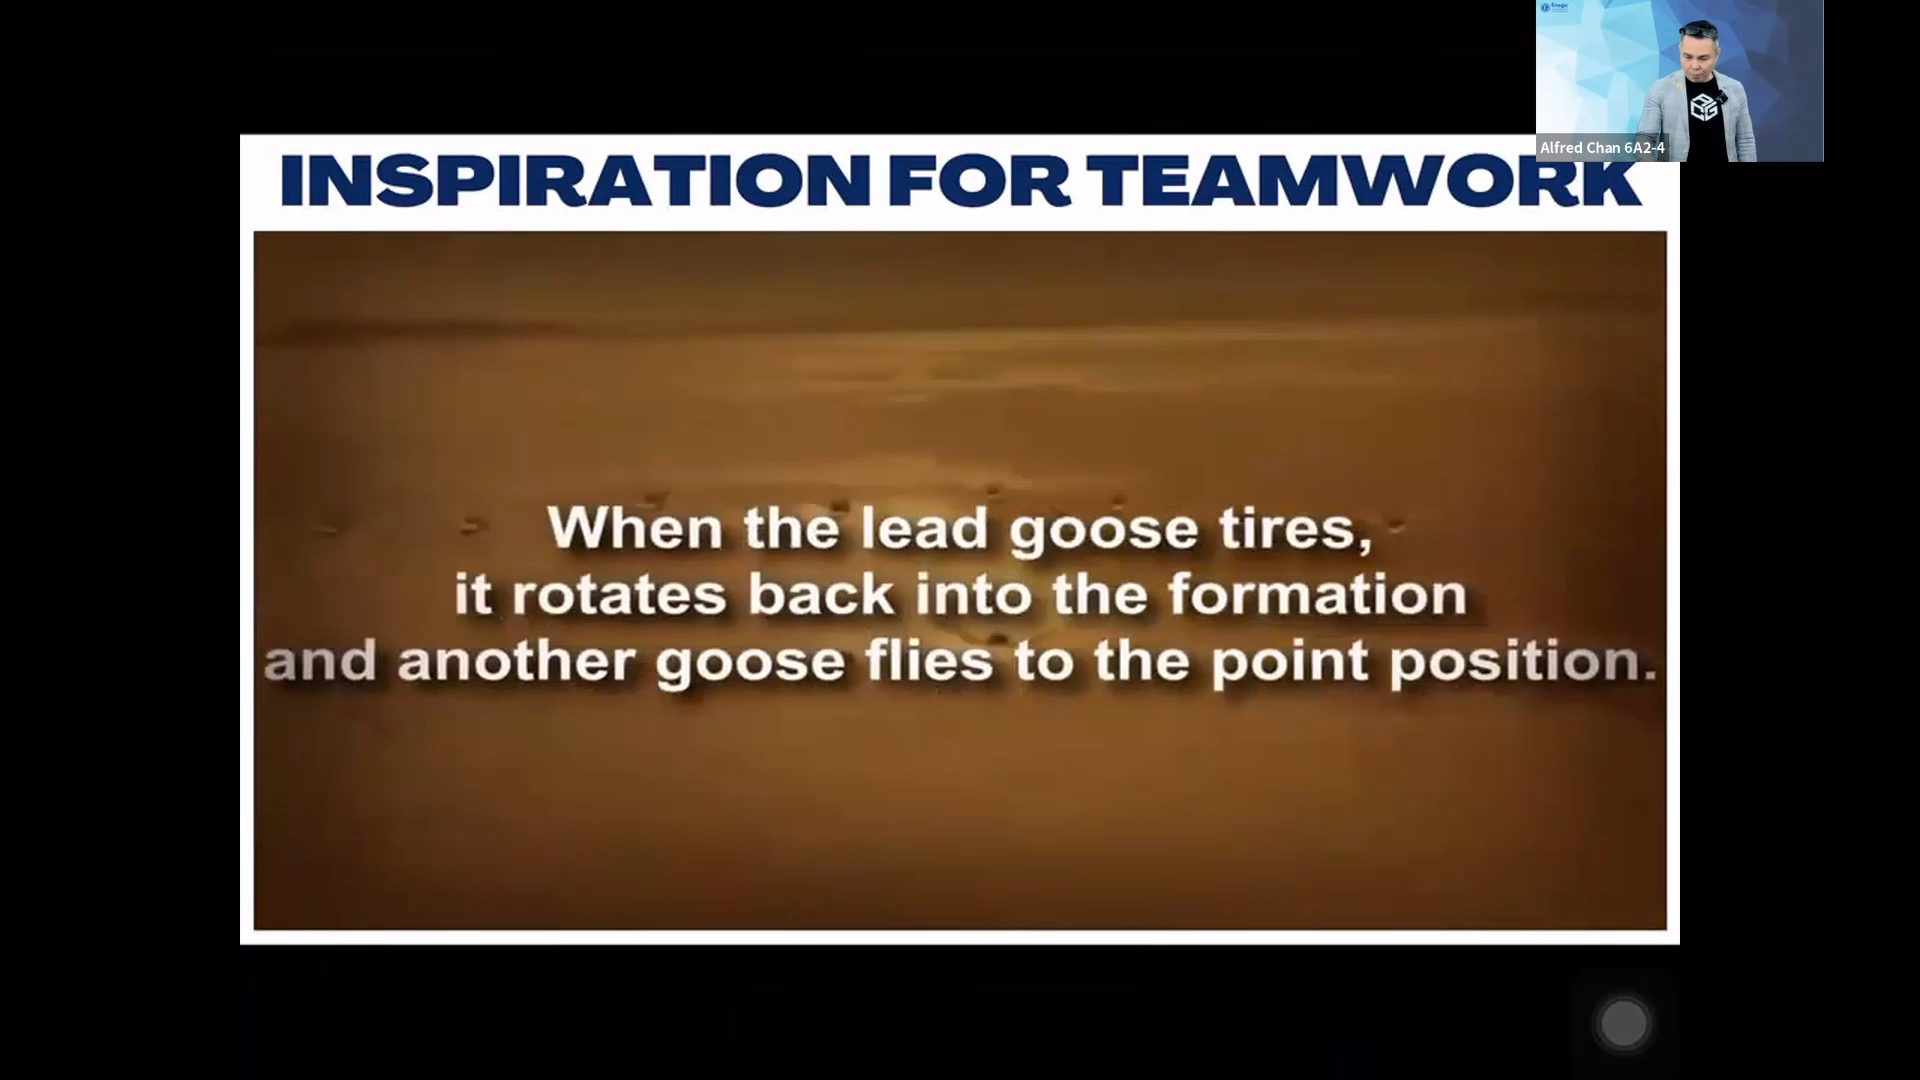 Enagic
Alfred Chan 6A2-4
INSPIRATION FOR TEAMWORK
When the lead goose tires,
it rotates back into the formation
and another goose flies to the point position.